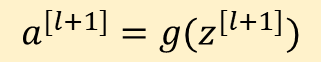 a^{[l+1]} = g(z^{[l+1]})